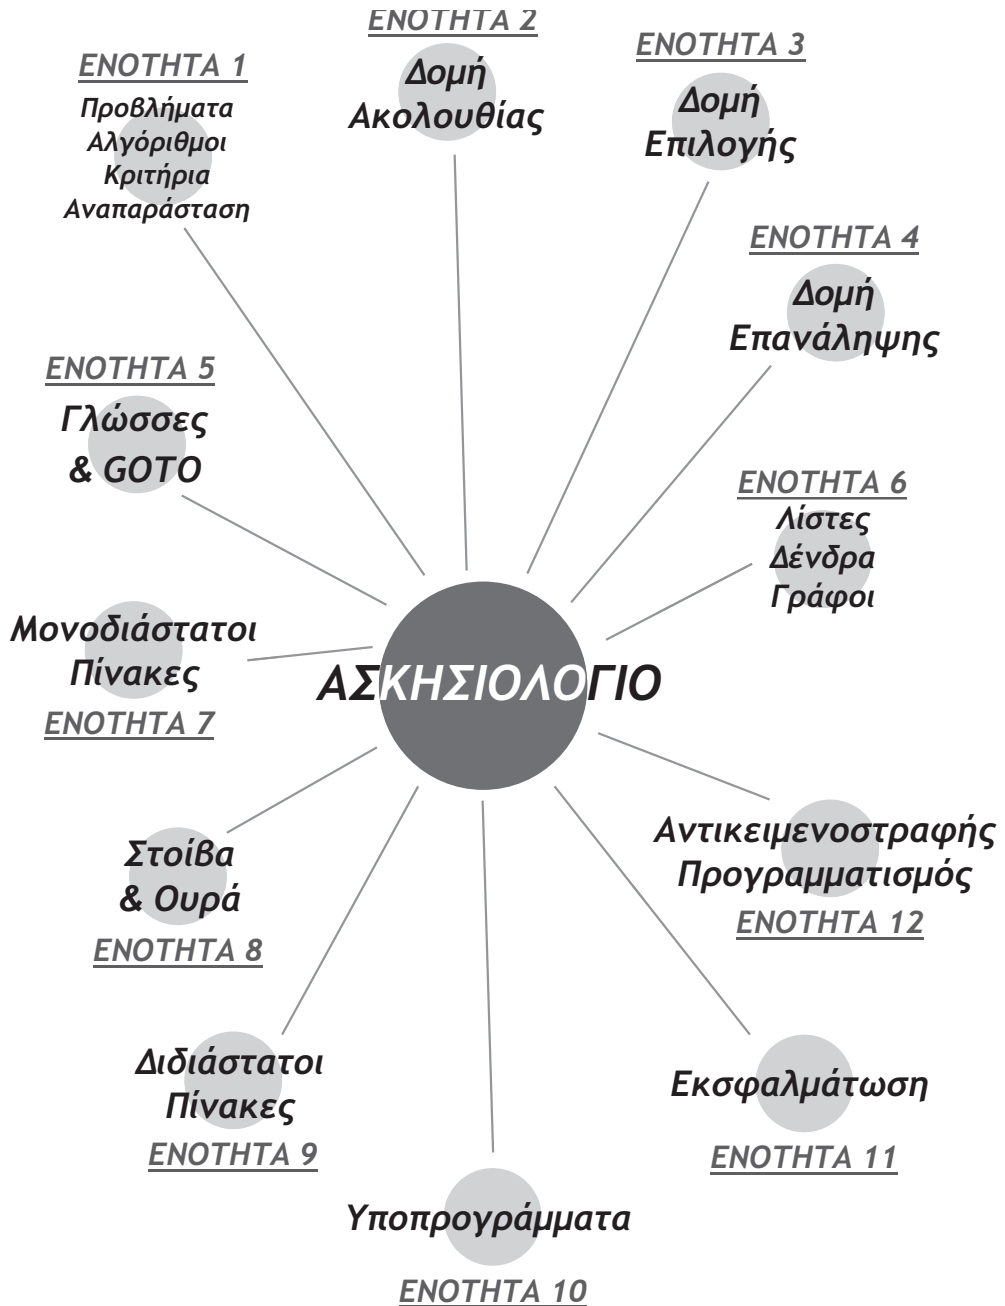 ΕΝΟΤΗΤΑ 1
Προβλήματα
Αλγόριθμοι
Κριτήρια
Αναπαράσταση
ΕΝΟΤΗΤΑ 2
Δομή
Ακολουθίας
ΕΝΟΤΗΤΑ 3
Δομή
Επιλογής
ΕΝΟΤΗΤΑ 4
Δομή
Επανάληψης
ΕΝΟΤΗΤΑ 5
Γλώσσες
& GOTO
ΕΝΟΤΗΤΑ 6
Λίστες
Δένδρα
Γράφοι
Μονοδιάστατοι
Πίνακες
ΕΝΟΤΗΤΑ 7
ΑΣΚΗΣΙΟΛΟΓΙΟ
Στοίβα
& Ουρά
ΕΝΟΤΗΤΑ 8
Αντικειμενοστραφής
Προγραμματισμός
ΕΝΟΤΗΤΑ 12
Διδιάστατοι
Πίνακες
ΕΝΟΤΗΤΑ 9
Εκσφαλμάτωση
ΕΝΟΤΗΤΑ 11
Υποπρογράμματα
ΕΝΟΤΗΤΑ 10